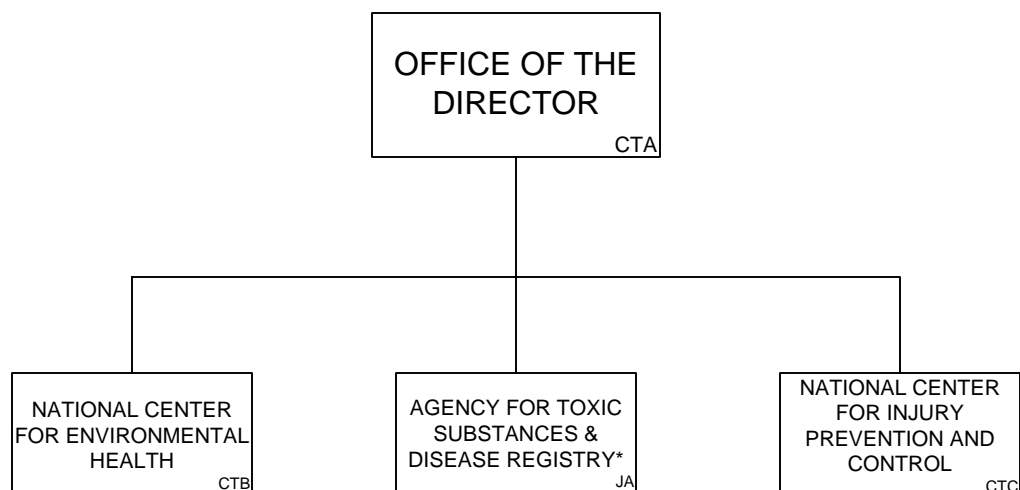 OFFICE OF THE
DIRECTOR
CTA
NATIONAL CENTER
FOR ENVIRONMENTAL
HEALTH
CTB
AGENCY FOR TOXIC
SUBSTANCES &
DISEASE REGISTRY*
JA
NATIONAL CENTER
FOR INJURY
PREVENTION AND
CONTROL
CTC